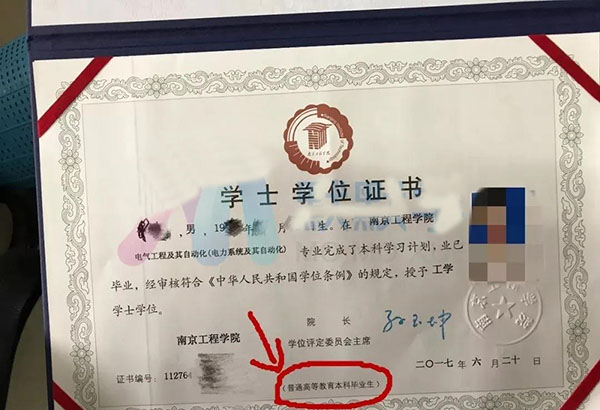 学士学位证书
,男,19 年 月 日生。在 南京工程学院
电气工程及其自动化(电力系统及其自动化) 专业完成了本科学习计划,业已
毕业,经审核符合《中华人民共和国学位条例》的规定,授予 工学
学士学位。
院 长
南京工程学院
学位评定委员会主席
证书编号:112764
二〇一七年 六 月 二十 日
(普通高等教育本科毕业生)